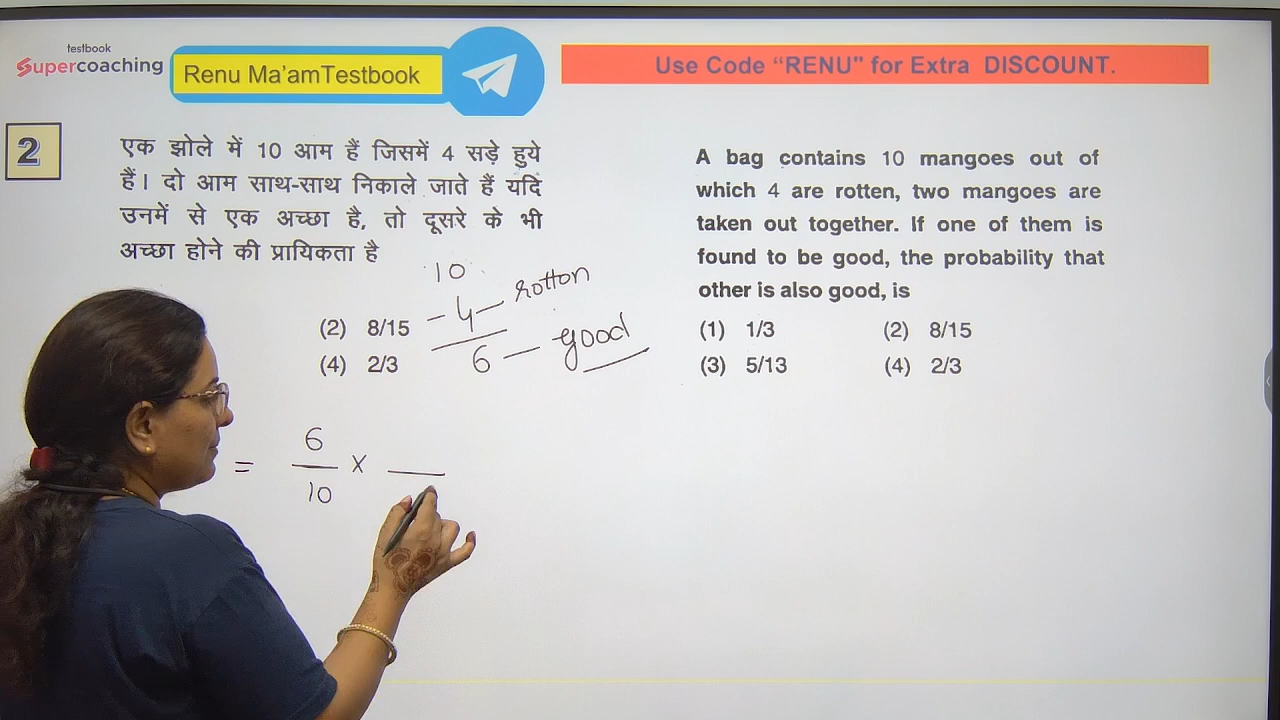 testbook
Supercoaching
Renu Ma'amTestbook
Use Code “RENU" for Extra DISCOUNT.
2
एक झोले में 10 आम हैं जिसमें 4 सड़े हुये
हैं। दो आम साथ-साथ निकाले जाते हैं यदि
उनमें से एक अच्छा है, तो दूसरे के भी
अच्छा होने की प्रायिकता है
(2) 8/15
(4) 2/3
10
- 4 — rotton
6 — good
= 6/10 ×
A bag contains 10 mangoes out of
which 4 are rotten, two mangoes are
taken out together. If one of them is
found to be good, the probability that
other is also good, is
(1) 1/3 (2) 8/15
(3) 5/13 (4) 2/3